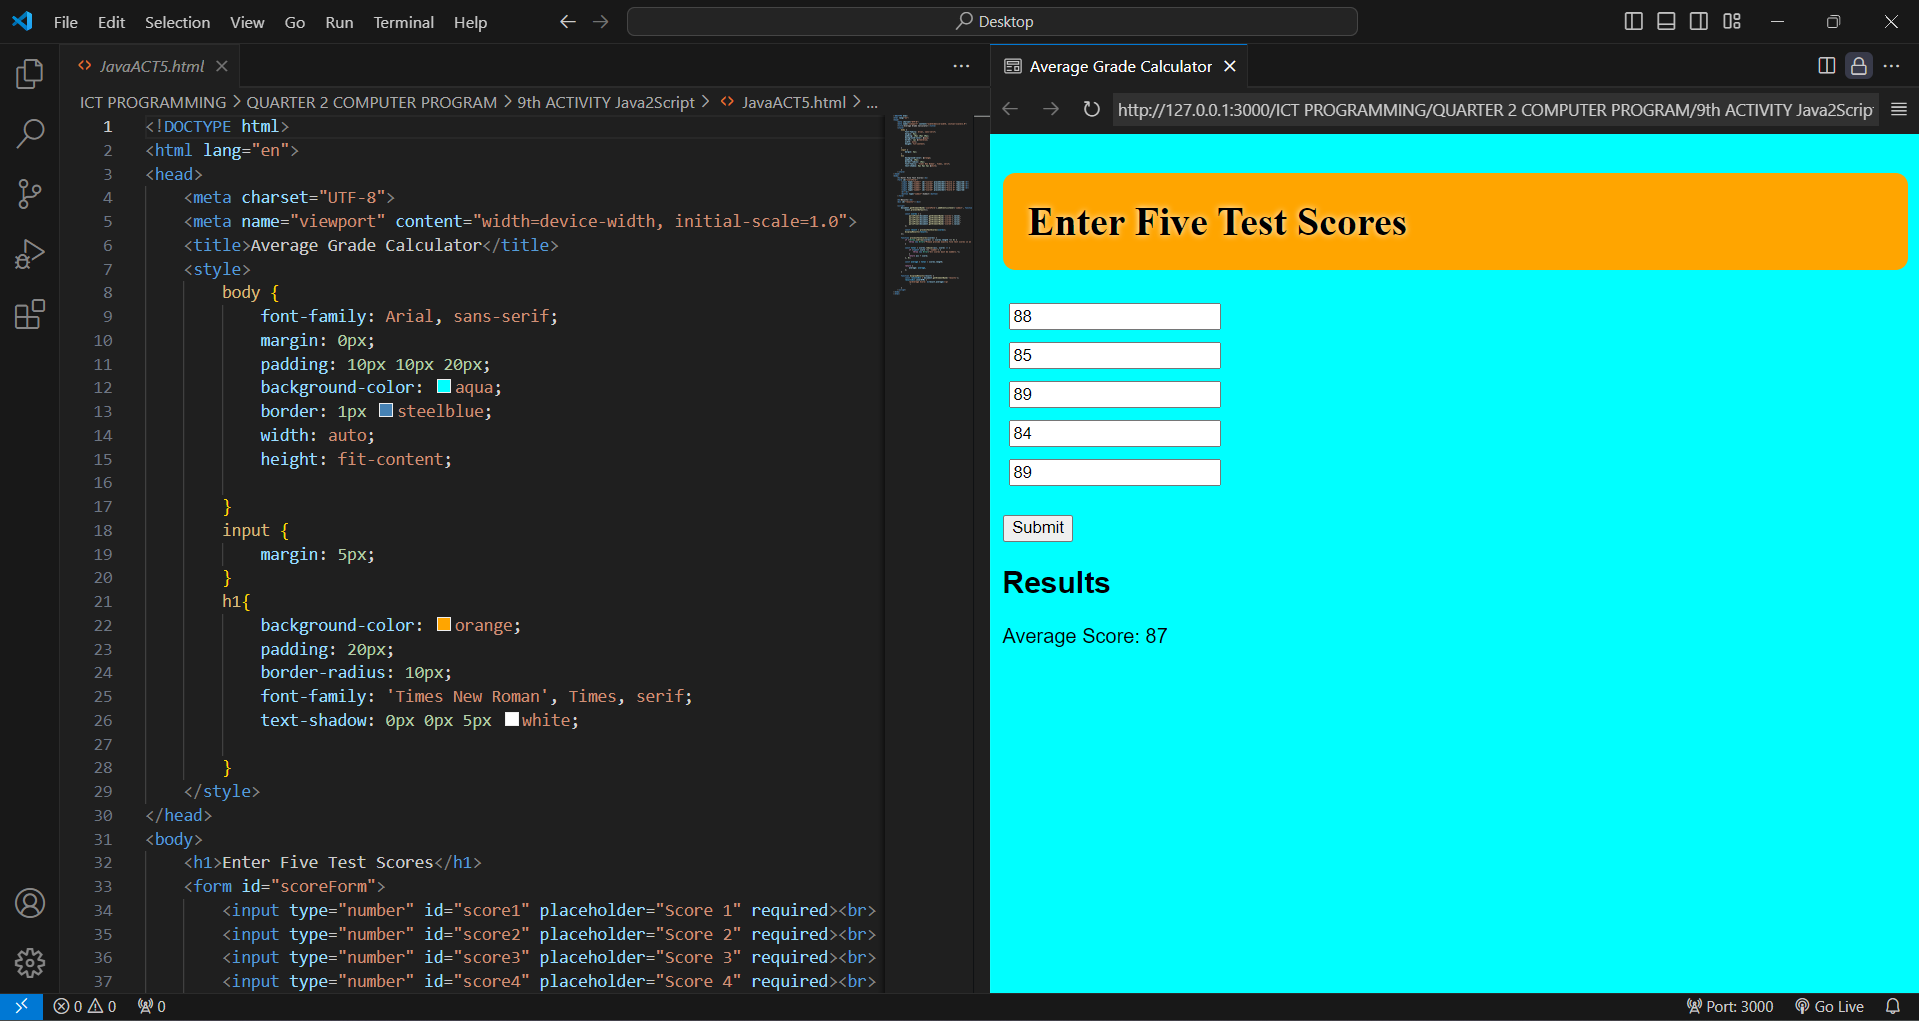 File Edit Selection View Go Run Terminal Help
Desktop
JavaACT5.html
ICT PROGRAMMING > QUARTER 2 COMPUTER PROGRAM > 9th ACTIVITY Java2Script > JavaACT5.html > ...
1 <!DOCTYPE html>
2 <html lang="en">
3 <head>
4 <meta charset="UTF-8">
5 <meta name="viewport" content="width=device-width, initial-scale=1.0">
6 <title>Average Grade Calculator</title>
7 <style>
8 body {
9 font-family: Arial, sans-serif;
10 margin: 0px;
11 padding: 10px 10px 20px;
12 background-color: aqua;
13 border: 1px steelblue;
14 width: auto;
15 height: fit-content;
16
17 }
18 input {
19 margin: 5px;
20 }
21 h1{
22 background-color: orange;
23 padding: 20px;
24 border-radius: 10px;
25 font-family: 'Times New Roman', Times, serif;
26 text-shadow: 0px 0px 5px white;
27
28 }
29 </style>
30 </head>
31 <body>
32 <h1>Enter Five Test Scores</h1>
33 <form id="scoreForm">
34 <input type="number" id="score1" placeholder="Score 1" required><br>
35 <input type="number" id="score2" placeholder="Score 2" required><br>
36 <input type="number" id="score3" placeholder="Score 3" required><br>
37 <input type="number" id="score4" placeholder="Score 4" required><br>
Average Grade Calculator
http://127.0.0.1:3000/ICT PROGRAMMING/QUARTER 2 COMPUTER PROGRAM/9th ACTIVITY Java2Scrip
Enter Five Test Scores
88
85
89
84
89
Submit
Results
Average Score: 87
0 0 0
Port: 3000 Go Live